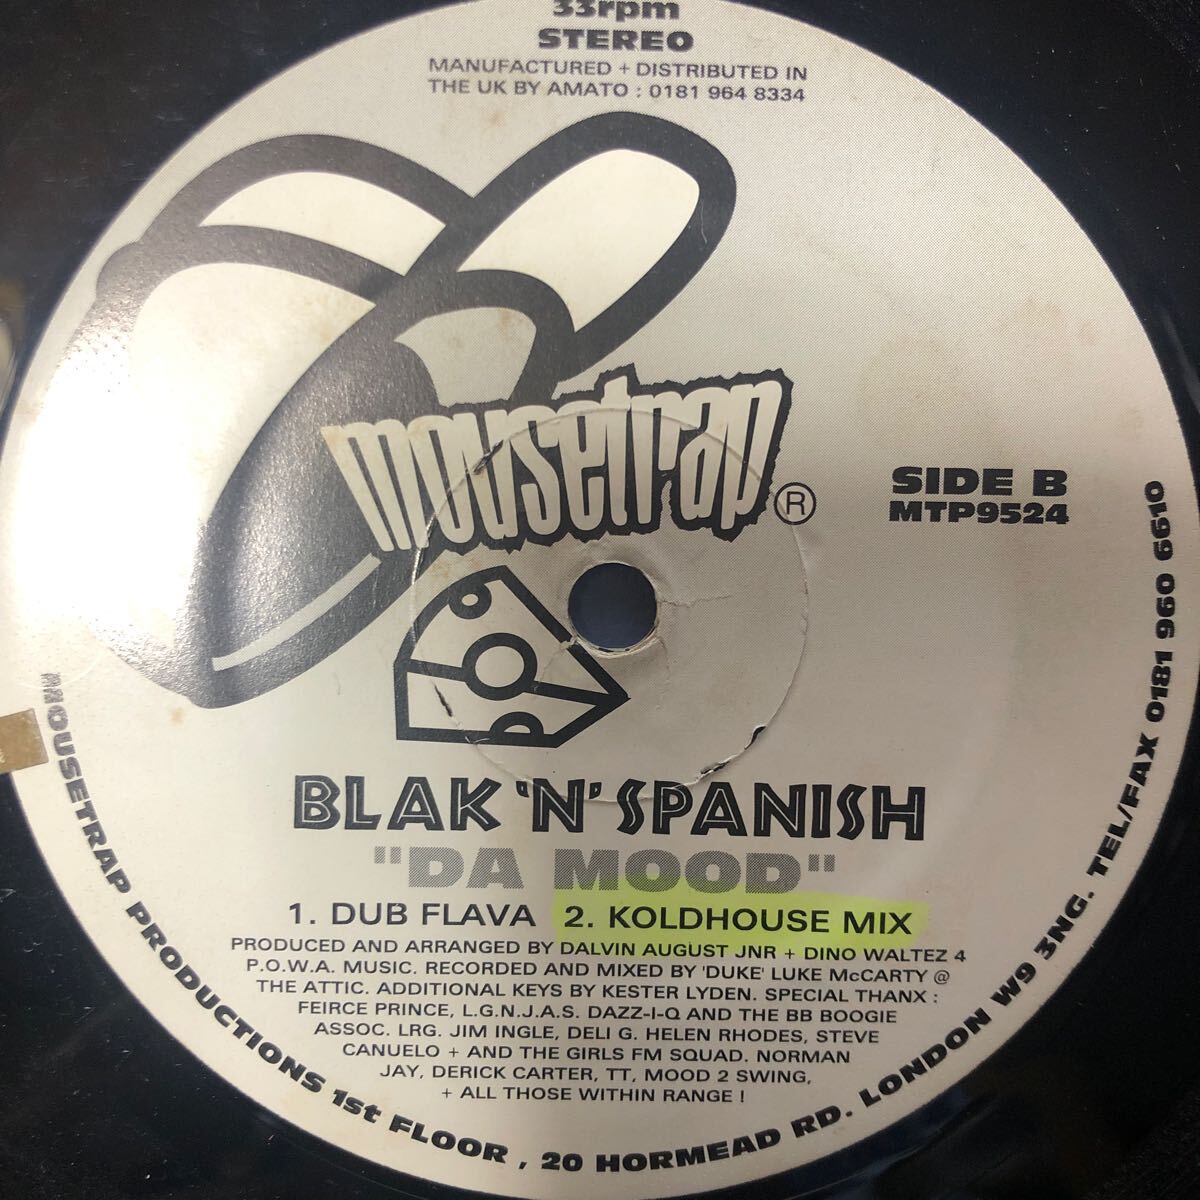 33rpm
STEREO
MANUFACTURED + DISTRIBUTED IN
THE UK BY AMATO : 0181 964 8334
mousetrap
®
SIDE B
MTP9524
BLAK 'N' SPANISH
"DA MOOD"
1. DUB FLAVA 2. KOLDHOUSE MIX
PRODUCED AND ARRANGED BY DALVIN AUGUST JNR + DINO WALTEZ 4
P.O.W.A. MUSIC. RECORDED AND MIXED BY 'DUKE' LUKE McCARTY @
THE ATTIC. ADDITIONAL KEYS BY KESTER LYDEN. SPECIAL THANX :
FEIRCE PRINCE, L.G.N.J.A.S. DAZZ-I-Q AND THE BB BOOGIE
ASSOC. LRG. JIM INGLE, DELI G. HELEN RHODES, STEVE
CANUELO + AND THE GIRLS FM SQUAD. NORMAN
JAY, DERICK CARTER, TT, MOOD 2 SWING,
+ ALL THOSE WITHIN RANGE !
MOUSETRAP PRODUCTIONS 1st FLOOR , 20 HORMEAD RD. LONDON W9 3NG. TEL/FAX 0181 960 6610